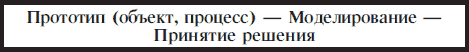 Прототип (объект, процесс) — Моделирование —
Принятие решения